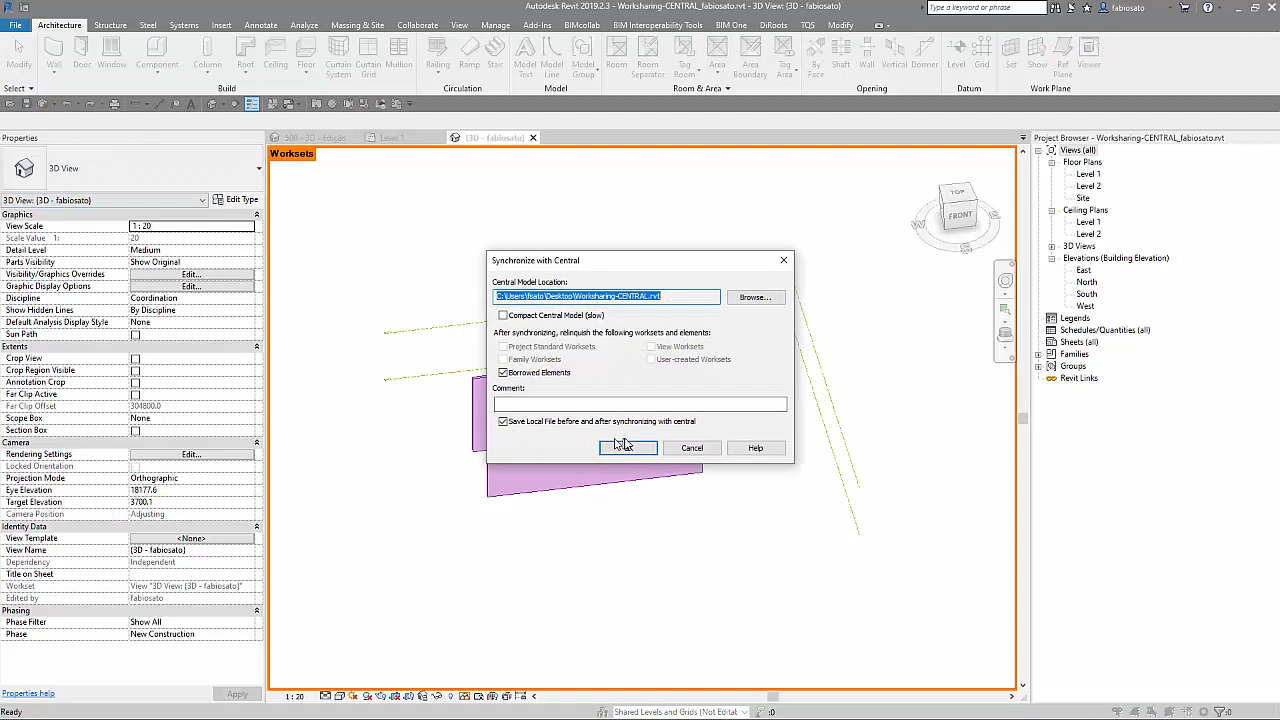 Autodesk Revit 2019.2.3 - Worksharing-CENTRAL_fabiosato.rvt - 3D View: {3D - fabiosato}
Type a keyword or phrase
fabiosato
File Architecture Structure Steel Systems Insert Annotate Analyze Massing & Site Collaborate View Manage Add-Ins BIMcollab BIM Interoperability Tools BIM One RushForth TQS Modify
Modify Wall Door Window Component Column Roof Ceiling Floor Curtain System Curtain Grid Mullion Railing Ramp Stair Model Text Model Line Model Group Room Room Separator Tag Room Area Area Boundary Tag Area By Face Shaft Wall Vertical Dormer Level Grid Set Show Ref Plane Viewer
Select Build Circulation Model Room & Area Opening Datum Work Plane
Properties
500 - 3D - Edição
Level 1
{3D - fabiosato}
Project Browser - Worksharing-CENTRAL_fabiosato.rvt
3D View
3D View: {3D - fabiosato}
Edit Type
Graphics
View Scale 1 : 20
Scale Value 1: 20
Detail Level Medium
Parts Visibility Show Original
Visibility/Graphics Overrides Edit...
Graphic Display Options Edit...
Discipline Coordination
Show Hidden Lines By Discipline
Default Analysis Display Style None
Sun Path
Extents
Crop View
Crop Region Visible
Annotation Crop
Far Clip Active
Far Clip Offset 304800.0
Scope Box None
Section Box
Camera
Rendering Settings Edit...
Locked Orientation
Projection Mode Orthographic
Eye Elevation 18177.6
Target Elevation 3700.1
Camera Position Adjusting
Identity Data
View Template <None>
View Name {3D - fabiosato}
Dependency Independent
Title on Sheet
Workset View "3D View: {3D - fabiosato}"
Edited by fabiosato
Phasing
Phase Filter Show All
Phase New Construction
Properties help
Apply
Worksets
TOP
FRONT
W
S
E
Synchronize with Central
Central Model Location:
C:\Users\fsato\Desktop\Worksharing-CENTRAL.rvt
Browse...
Compact Central Model (slow)
After synchronizing, relinquish the following worksets and elements:
Project Standard Worksets
View Worksets
Family Worksets
User-created Worksets
Borrowed Elements
Comment:
Save Local File before and after synchronizing with central
Cancel
Help
Views (all)
Floor Plans
Level 1
Level 2
Site
Ceiling Plans
Level 1
Level 2
3D Views
Elevations (Building Elevation)
East
North
South
West
Legends
Schedules/Quantities (all)
Sheets (all)
Families
Groups
Revit Links
1 : 20
Ready
Shared Levels and Grids (Not Editab
:0
:0